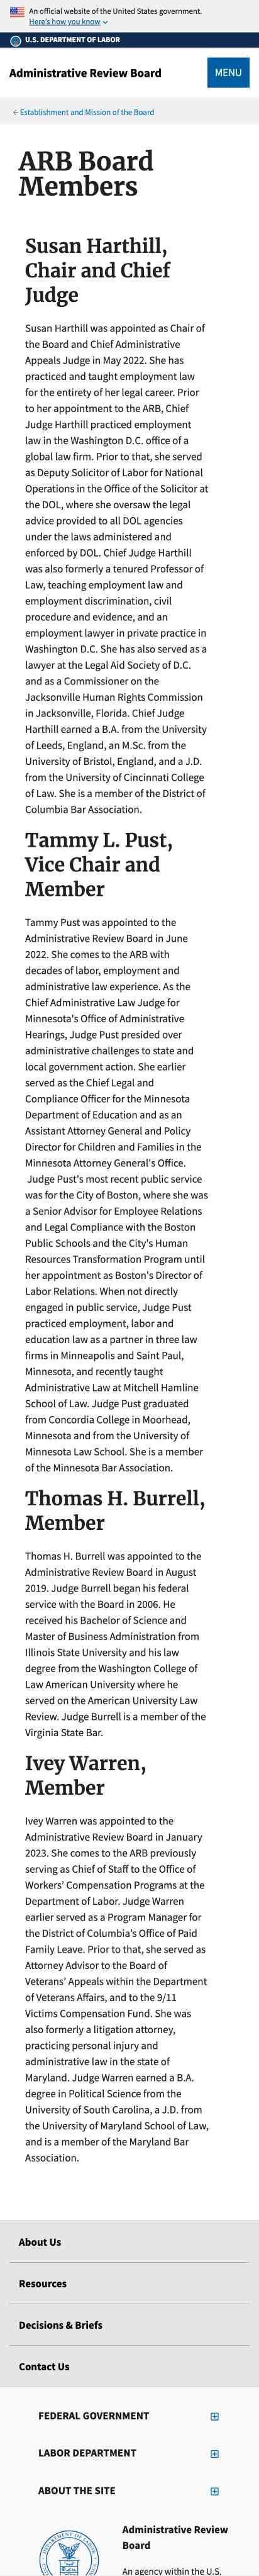 An official website of the United States government.
Here's how you know
U.S. DEPARTMENT OF LABOR
Administrative Review Board
MENU
← Establishment and Mission of the Board
ARB Board
Members
Susan Harthill,
Chair and Chief
Judge
Susan Harthill was appointed as Chair of
the Board and Chief Administrative
Appeals Judge in May 2022. She has
practiced and taught employment law
for the entirety of her legal career. Prior
to her appointment to the ARB, Chief
Judge Harthill practiced employment
law in the Washington D.C. office of a
global law firm. Prior to that, she served
as Deputy Solicitor of Labor for National
Operations in the Office of the Solicitor at
the DOL, where she oversaw the legal
advice provided to all DOL agencies
under the laws administered and
enforced by DOL. Chief Judge Harthill
was also formerly a tenured Professor of
Law, teaching employment law and
employment discrimination, civil
procedure and evidence, and an
employment lawyer in private practice in
Washington D.C. She has also served as a
lawyer at the Legal Aid Society of D.C.
and as a Commissioner on the
Jacksonville Human Rights Commission
in Jacksonville, Florida. Chief Judge
Harthill earned a B.A. from the University
of Leeds, England, an M.Sc. from the
University of Bristol, England, and a J.D.
from the University of Cincinnati College
of Law. She is a member of the District of
Columbia Bar Association.
Tammy L. Pust,
Vice Chair and
Member
Tammy Pust was appointed to the
Administrative Review Board in June
2022. She comes to the ARB with
decades of labor, employment and
administrative law experience. As the
Chief Administrative Law Judge for
Minnesota's Office of Administrative
Hearings, Judge Pust presided over
administrative challenges to state and
local government action. She earlier
served as the Chief Legal and
Compliance Officer for the Minnesota
Department of Education and as an
Assistant Attorney General and Policy
Director for Children and Families in the
Minnesota Attorney General's Office.
Judge Pust's most recent public service
was for the City of Boston, where she was
a Senior Advisor for Employee Relations
and Legal Compliance with the Boston
Public Schools and the City's Human
Resources Transformation Program until
her appointment as Boston's Director of
Labor Relations. When not directly
engaged in public service, Judge Pust
practiced employment, labor and
education law as a partner in three law
firms in Minneapolis and Saint Paul,
Minnesota, and recently taught
Administrative Law at Mitchell Hamline
School of Law. Judge Pust graduated
from Concordia College in Moorhead,
Minnesota and from the University of
Minnesota Law School. She is a member
of the Minnesota Bar Association.
Thomas H. Burrell,
Member
Thomas H. Burrell was appointed to the
Administrative Review Board in August
2019. Judge Burrell began his federal
service with the Board in 2006. He
received his Bachelor of Science and
Master of Business Administration from
Illinois State University and his law
degree from the Washington College of
Law American University where he
served on the American University Law
Review. Judge Burrell is a member of the
Virginia State Bar.
Ivey Warren,
Member
Ivey Warren was appointed to the
Administrative Review Board in January
2023. She comes to the ARB previously
serving as Chief of Staff to the Office of
Workers' Compensation Programs at the
Department of Labor. Judge Warren
earlier served as a Program Manager for
the District of Columbia's Office of Paid
Family Leave. Prior to that, she served as
Attorney Advisor to the Board of
Veterans' Appeals within the Department
of Veterans Affairs, and to the 9/11
Victims Compensation Fund. She was
also formerly a litigation attorney,
practicing personal injury and
administrative law in the state of
Maryland. Judge Warren earned a B.A.
degree in Political Science from the
University of South Carolina, a J.D. from
the University of Maryland School of Law,
and is a member of the Maryland Bar
Association.
About Us
Resources
Decisions & Briefs
Contact Us
FEDERAL GOVERNMENT
LABOR DEPARTMENT
ABOUT THE SITE
Administrative Review
Board
An agency within the U.S.